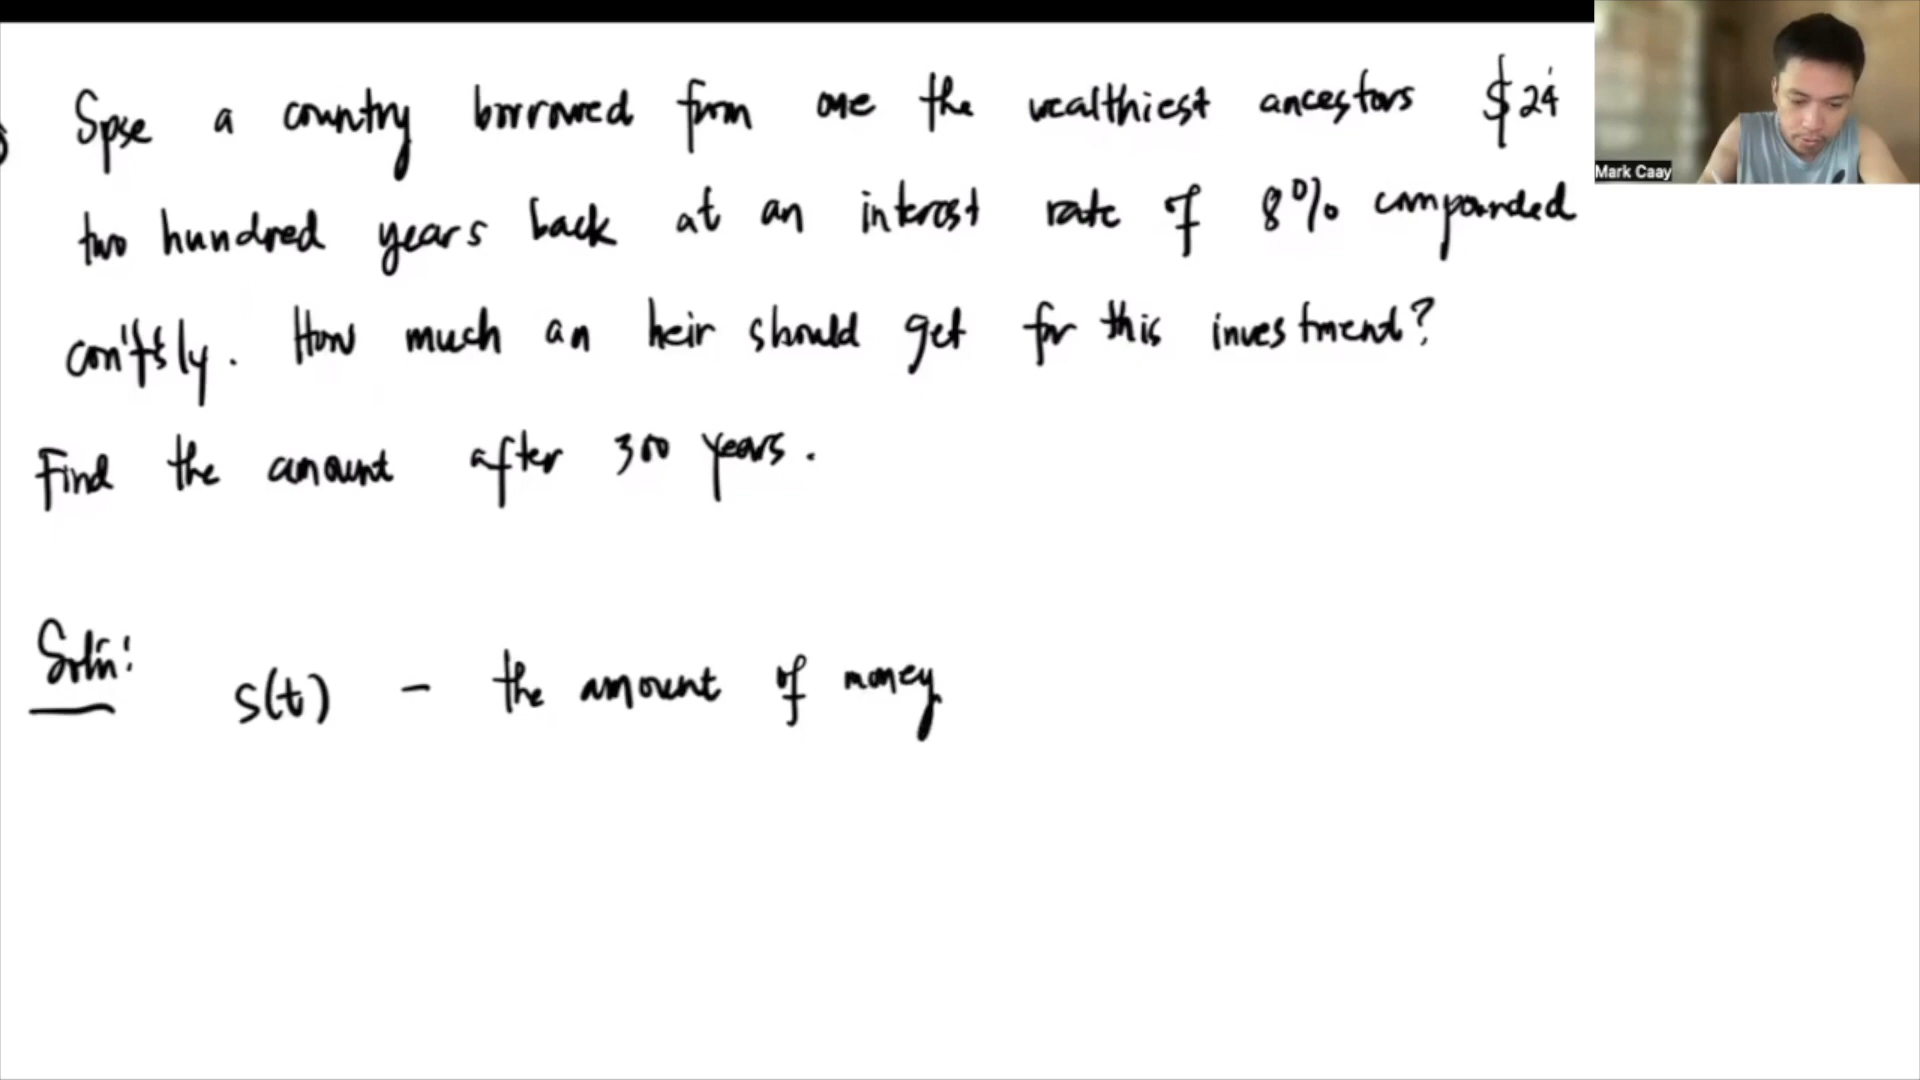 Spse a country borrowed from one the wealthiest ancestors $24
two hundred years back at an interest rate of 8% compounded
con'tsly. How much an heir should get for this investment?
Find the amount after 300 years.
Sol'n:
S(t) - the amount of money
Mark Caay